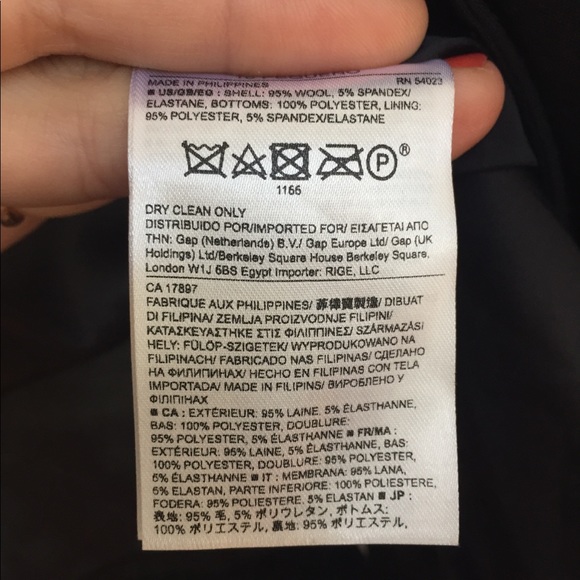 MADE IN PHILIPPINES RN 54023
■ US/GB/EG : SHELL: 95% WOOL, 5% SPANDEX/
ELASTANE, BOTTOMS: 100% POLYESTER, LINING:
95% POLYESTER, 5% SPANDEX/ELASTANE
P®
1166
DRY CLEAN ONLY
DISTRIBUIDO POR/IMPORTED FOR/ ΕΙΣΑΓΕΤΑΙ ΑΠΟ
ΤΗΝ: Gap (Netherlands) B.V./ Gap Europe Ltd/ Gap (UK
Holdings) Ltd/Berkeley Square House Berkeley Square,
London W1J 6BS Egypt Importer: RIGE, LLC
CA 17897
FABRIQUE AUX PHILIPPINES/ 菲律賓製造/ DIBUAT
DI FILIPINA/ ZEMLJA PROIZVODNJE FILIPINI/
ΚΑΤΑΣΚΕΥΑΣΤΗΚΕ ΣΤΙΣ ΦΙΛΙΠΠΙΝΕΣ/ SZÁRMAZÁSI
HELY: FÜLÖP-SZIGETEK/ WYPRODUKOWANO NA
FILIPINACH/ FABRICADO NAS FILIPINAS/ СДЕЛАНО
НА ФИЛИППИНАХ/ HECHO EN FILIPINAS CON TELA
IMPORTADA/ MADE IN FILIPINS/ ВИРОБЛЕНО У
ФІЛІПІНАХ
■ CA : EXTÉRIEUR: 95% LAINE, 5% ÉLASTHANNE,
BAS: 100% POLYESTER, DOUBLURE:
95% POLYESTER, 5% ÉLASTHANNE ■ FR/MA :
EXTÉRIEUR: 95% LAINE, 5% ÉLASTHANNE, BAS:
100% POLYESTER, DOUBLURE: 95% POLYESTER,
5% ÉLASTHANNE ■ IT : MEMBRANA: 95% LANA,
5% ELASTAN, PARTE INFERIORE: 100% POLIESTERE,
FODERA: 95% POLIESTERE, 5% ELASTAN ■ JP :
表地: 95% 毛, 5% ポリウレタン, ボトムス:
100% ポリエステル, 裏地: 95% ポリエステル,